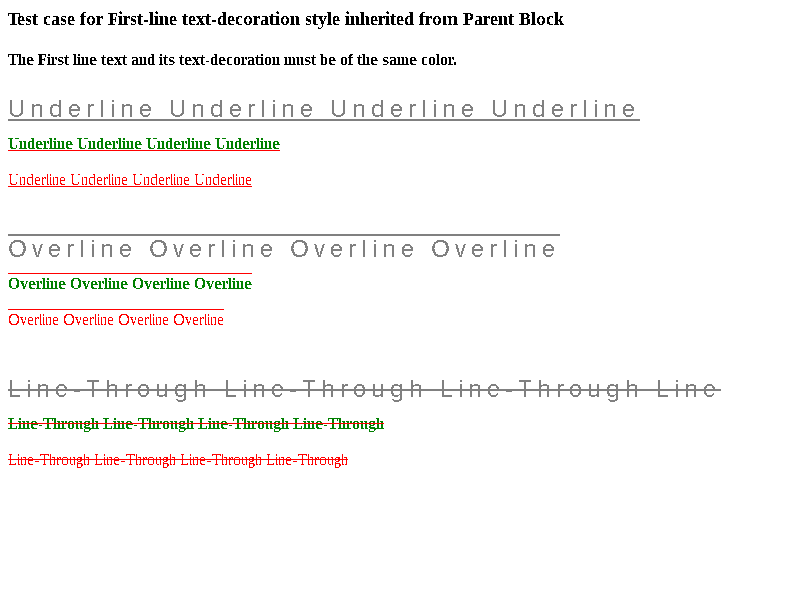 Test case for First-line text-decoration style inherited from Parent Block
The First line text and its text-decoration must be of the same color.
Underline Underline Underline Underline
Underline Underline Underline Underline
Underline Underline Underline Underline
Overline Overline Overline Overline
Overline Overline Overline Overline
Overline Overline Overline Overline
Line-Through Line-Through Line-Through Line
Line-Through Line-Through Line-Through Line-Through
Line-Through Line-Through Line-Through Line-Through